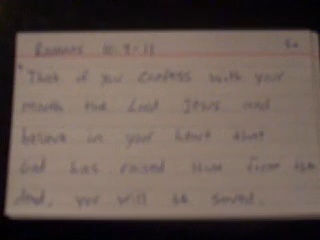 Romans 10:9-11
That if you confess with your
mouth the Lord Jesus and
believe in your heart that
God has raised Him from the
dead, you will be saved.